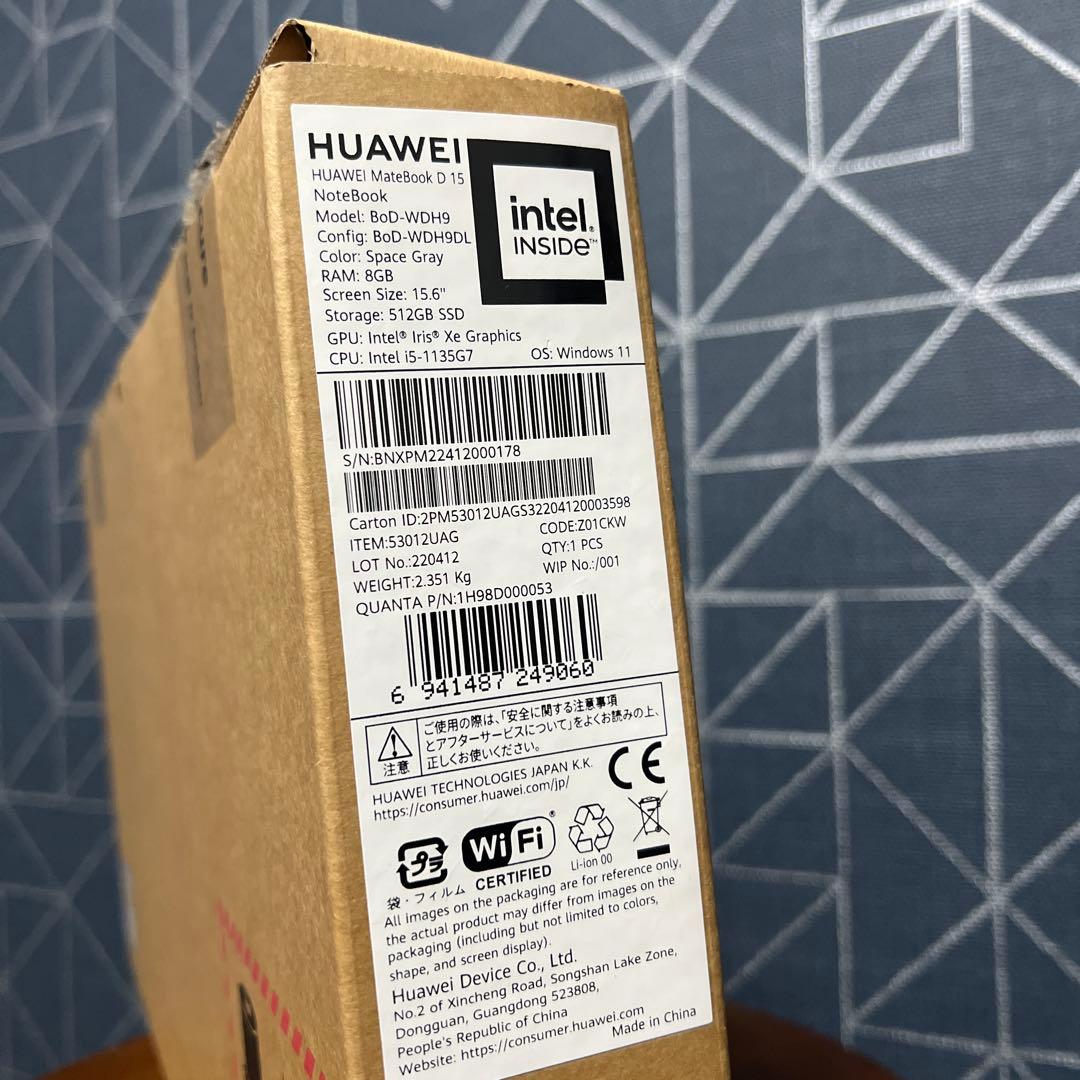 HUAWEI
HUAWEI MateBook D 15
NoteBook
Model: BoD-WDH9
Config: BoD-WDH9DL
Color: Space Gray
RAM: 8GB
Screen Size: 15.6"
Storage: 512GB SSD
GPU: Intel® Iris® Xe Graphics
CPU: Intel i5-1135G7
OS: Windows 11
intel.
INSIDE™
S/N:BNXPM22412000178
Carton ID:2PM53012UAGS32204120003598
ITEM:53012UAG
CODE:Z01CKW
LOT No.:220412
QTY:1 PCS
WEIGHT:2.351 Kg
WIP No.:/001
QUANTA P/N:1H98D000053
6 941487 249060
注意
ご使用の際は、「安全に関する注意事項
とアフターサービスについて」をよくお読みの上、
正しくお使いください。
HUAWEI TECHNOLOGIES JAPAN K.K.
https://consumer.huawei.com/jp/
CE
プラ
袋・フィルム
WiFi®
CERTIFIED
Li-ion 00
All images on the packaging are for reference only,
the actual product may differ from images on the
packaging (including but not limited to colors,
shape, and screen display).
Huawei Device Co., Ltd.
No.2 of Xincheng Road, Songshan Lake Zone,
Dongguan, Guangdong 523808,
People's Republic of China
Website: https://consumer.huawei.com
Made in China